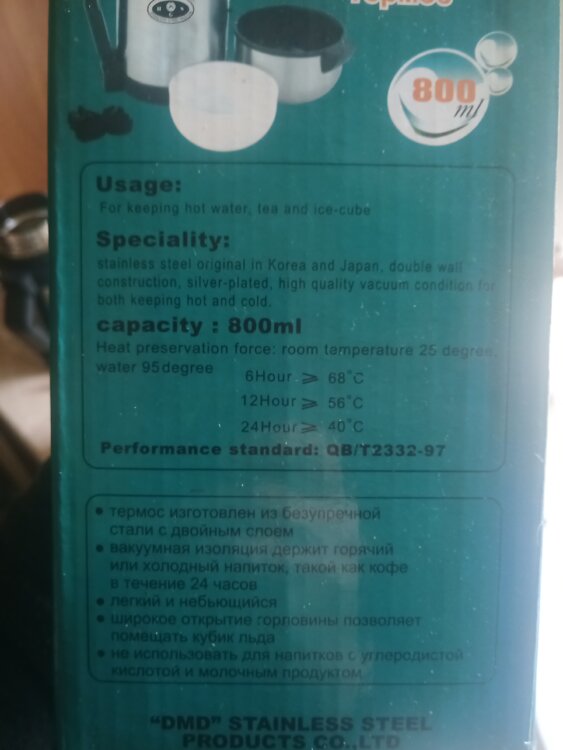 Термос
800
ml
Usage:
For keeping hot water, tea and ice-cube
Speciality:
stainless steel original in Korea and Japan, double wall
construction, silver-plated, high quality vacuum condition for
both keeping hot and cold.
capacity : 800ml
Heat preservation force: room temperature 25 degree,
water 95degree
6Hour ⩾ 68°C
12Hour ⩾ 56°C
24Hour ⩾ 40°C
Performance standard: QB/T2332-97
• термос изготовлен из безупречной
стали с двойным слоем
• вакуумная изоляция держит горячий
или холодный напиток, такой как кофе
в течение 24 часов
• легкий и небьющийся
• широкое открытие горловины позволяет
помещать кубик льда
• не использовать для напитков с углеродистой
кислотой и молочным продуктом
"DMD" STAINLESS STEEL
PRODUCTS CO.,LTD